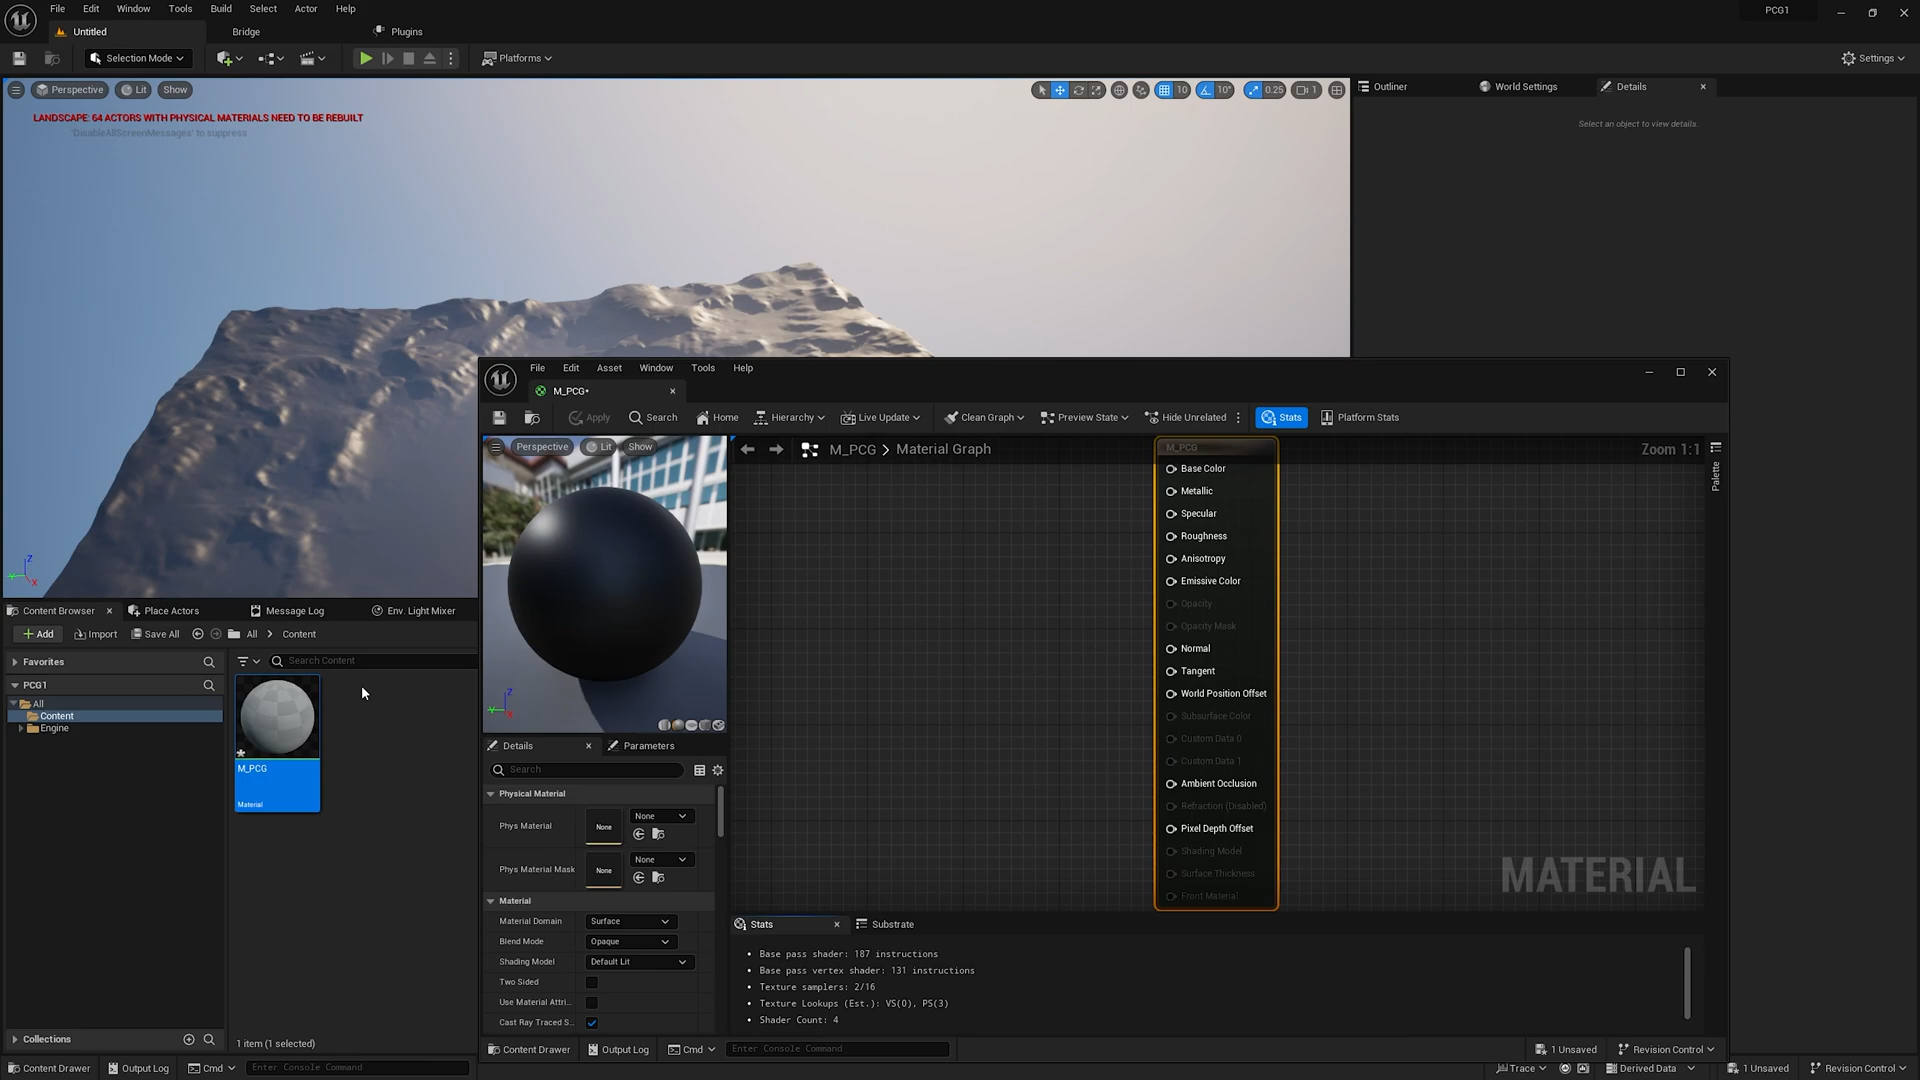 File Edit Window Tools Build Select Actor Help
PCG1
Untitled Bridge Plugins
Selection Mode Platforms Settings
Perspective Lit Show 10 10° 0.25 1
Outliner World Settings Details
LANDSCAPE: 64 ACTORS WITH PHYSICAL MATERIALS NEED TO BE REBUILT
'DisableAllScreenMessages' to suppress
Select an object to view details.
Z
Y
X
File Edit Asset Window Tools Help
M_PCG•
Apply Search Home Hierarchy Live Update Clean Graph Preview State Hide Unrelated Stats Platform Stats
Perspective Lit Show
M_PCG > Material Graph
Zoom 1:1
Palette
M_PCG
Base Color
Metallic
Specular
Roughness
Anisotropy
Emissive Color
Opacity
Opacity Mask
Normal
Tangent
World Position Offset
Subsurface Color
Custom Data 0
Custom Data 1
Ambient Occlusion
Refraction (Disabled)
Pixel Depth Offset
Shading Model
Surface Thickness
Front Material
MATERIAL
Z
Y
X
Details Parameters
Search
Physical Material
Phys Material None None
Phys Material Mask None None
Material
Material Domain Surface
Blend Mode Opaque
Shading Model Default Lit
Two Sided
Use Material Attri...
Cast Ray Traced S...
Stats Substrate
• Base pass shader: 187 instructions
• Base pass vertex shader: 131 instructions
• Texture samplers: 2/16
• Texture Lookups (Est.): VS(0), PS(3)
• Shader Count: 4
Content Drawer Output Log Cmd Enter Console Command 1 Unsaved Revision Control
Content Browser Place Actors Message Log Env. Light Mixer
Add Import Save All All > Content
Favorites
Search Content
PCG1
All
Content
Engine
M_PCG
Material
Collections
1 item (1 selected)
Content Drawer Output Log Cmd Enter Console Command Trace Derived Data 1 Unsaved Revision Control